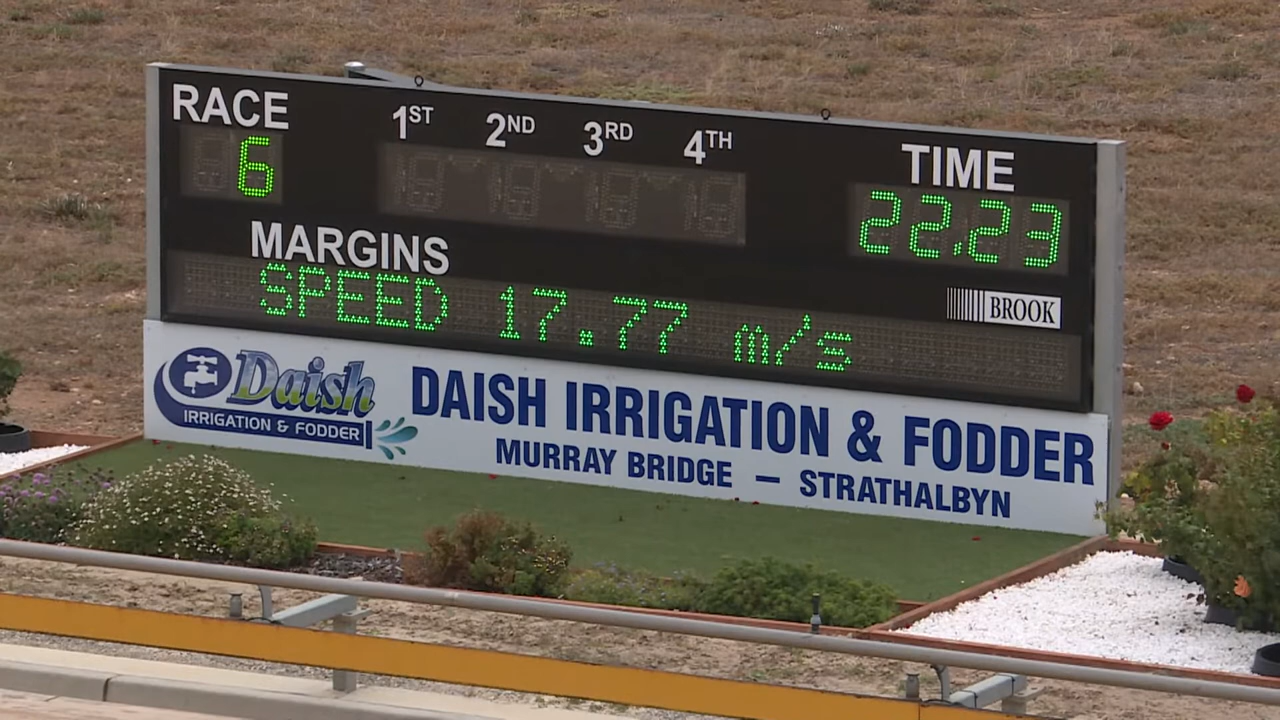 RACE 1ST 2ND 3RD 4TH TIME
6 22.23
MARGINS
SPEED 17.77 m/s
BROOK
Daish
IRRIGATION & FODDER
DAISH IRRIGATION & FODDER
MURRAY BRIDGE — STRATHALBYN